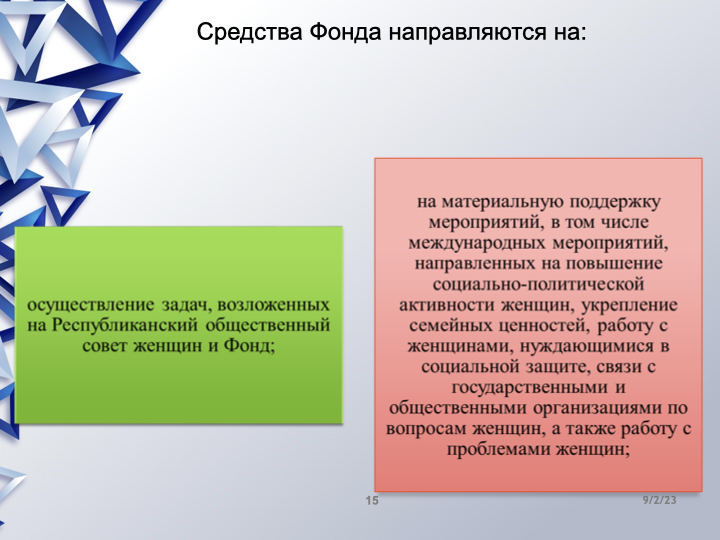 Средства Фонда направляются на:
осуществление задач, возложенных
на Республиканский общественный
совет женщин и Фонд;
на материальную поддержку
мероприятий, в том числе
международных мероприятий,
направленных на повышение
социально-политической
активности женщин, укрепление
семейных ценностей, работу с
женщинами, нуждающимися в
социальной защите, связи с
государственными и
общественными организациями по
вопросам женщин, а также работу с
проблемами женщин;
15
9/2/23